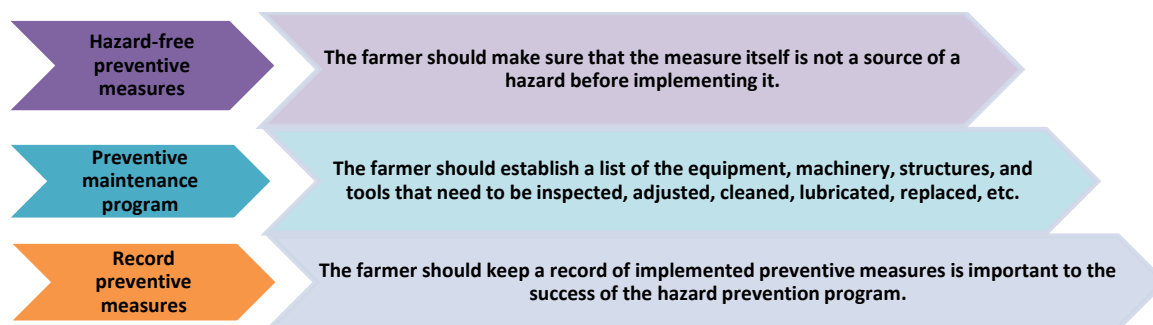 Hazard-free
preventive
measures
The farmer should make sure that the measure itself is not a source of a
hazard before implementing it.
Preventive
maintenance
program
The farmer should establish a list of the equipment, machinery, structures, and
tools that need to be inspected, adjusted, cleaned, lubricated, replaced, etc.
Record
preventive
measures
The farmer should keep a record of implemented preventive measures is important to the
success of the hazard prevention program.